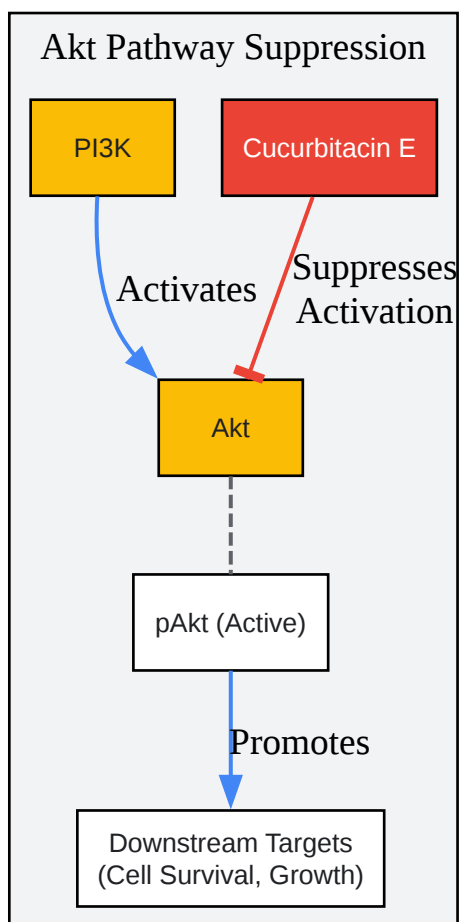 Akt Pathway Suppression
PI3K
Cucurbitacin E
Activates
Suppresses
Activation
Akt
pAkt (Active)
Promotes
Downstream Targets
(Cell Survival, Growth)